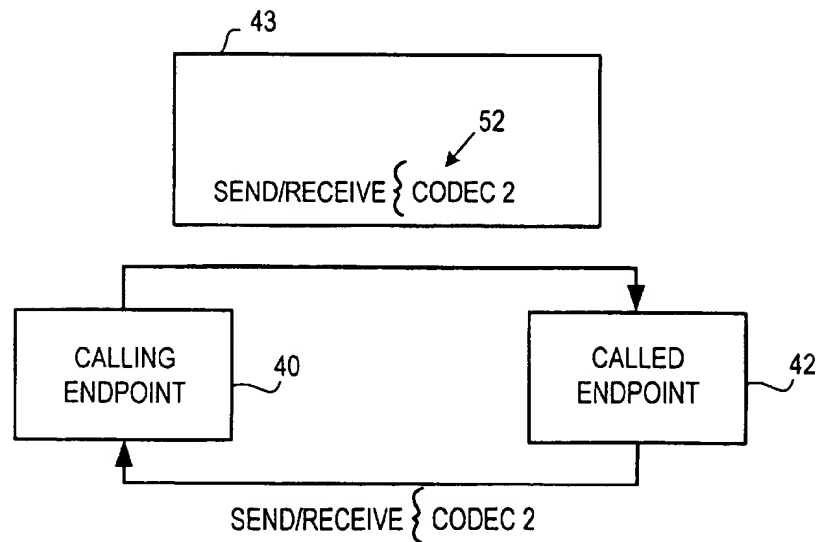 43
52
SEND/RECEIVE { CODEC 2
CALLING
ENDPOINT
40
CALLED
ENDPOINT
42
SEND/RECEIVE { CODEC 2